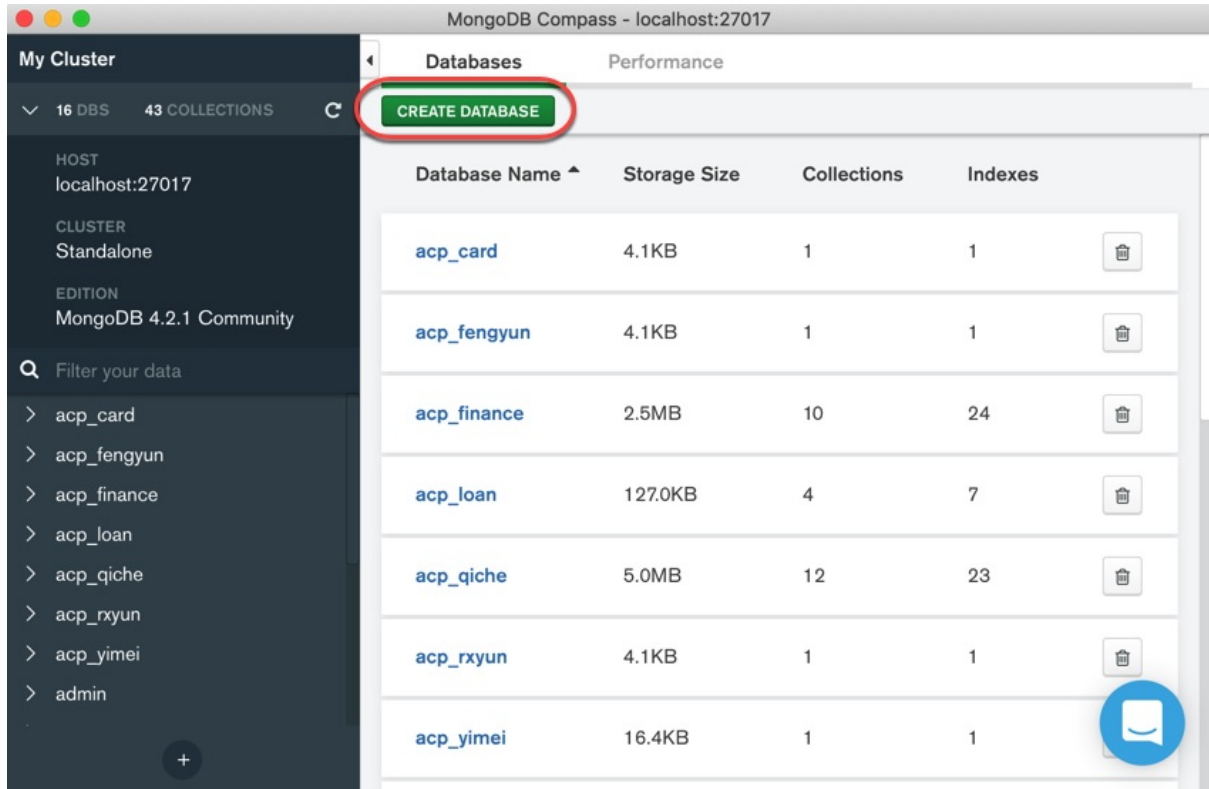 MongoDB Compass - localhost:27017
My Cluster
16 DBS 43 COLLECTIONS
HOST
localhost:27017
CLUSTER
Standalone
EDITION
MongoDB 4.2.1 Community
Filter your data
acp_card
acp_fengyun
acp_finance
acp_loan
acp_qiche
acp_rxyun
acp_yimei
admin
+
Databases Performance
CREATE DATABASE
Database Name Storage Size Collections Indexes
acp_card 4.1KB 1 1
acp_fengyun 4.1KB 1 1
acp_finance 2.5MB 10 24
acp_loan 127.0KB 4 7
acp_qiche 5.0MB 12 23
acp_rxyun 4.1KB 1 1
acp_yimei 16.4KB 1 1